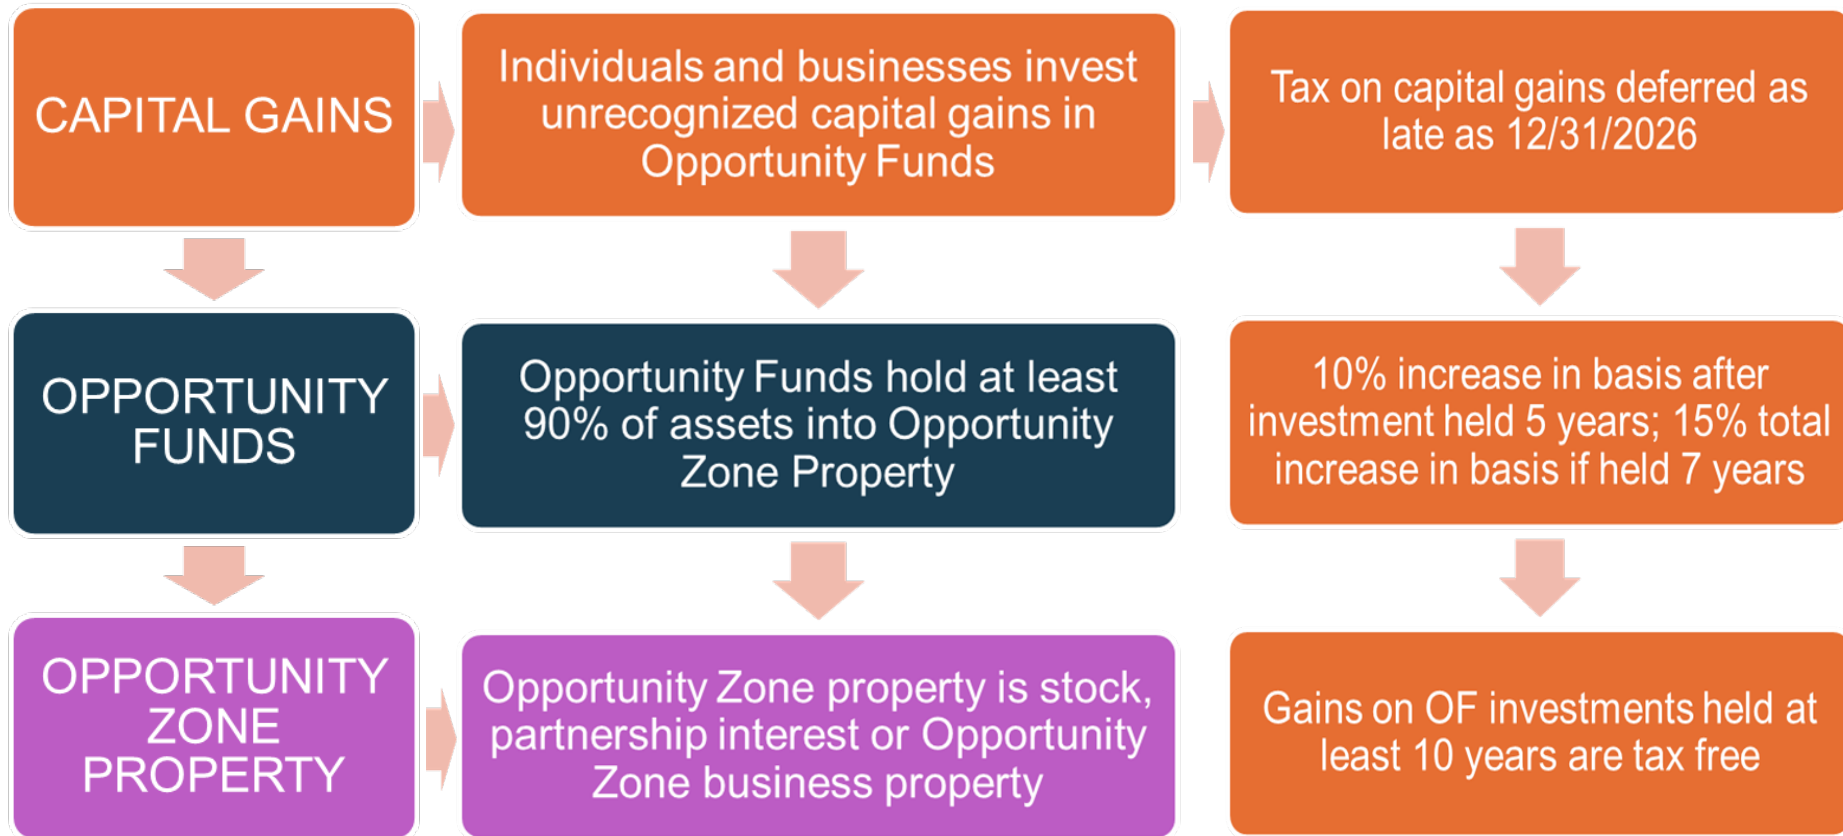 CAPITAL GAINS
Individuals and businesses invest
unrecognized capital gains in
Opportunity Funds
Tax on capital gains deferred as
late as 12/31/2026
OPPORTUNITY
FUNDS
Opportunity Funds hold at least
90% of assets into Opportunity
Zone Property
10% increase in basis after
investment held 5 years; 15% total
increase in basis if held 7 years
OPPORTUNITY
ZONE
PROPERTY
Opportunity Zone property is stock,
partnership interest or Opportunity
Zone business property
Gains on OF investments held at
least 10 years are tax free